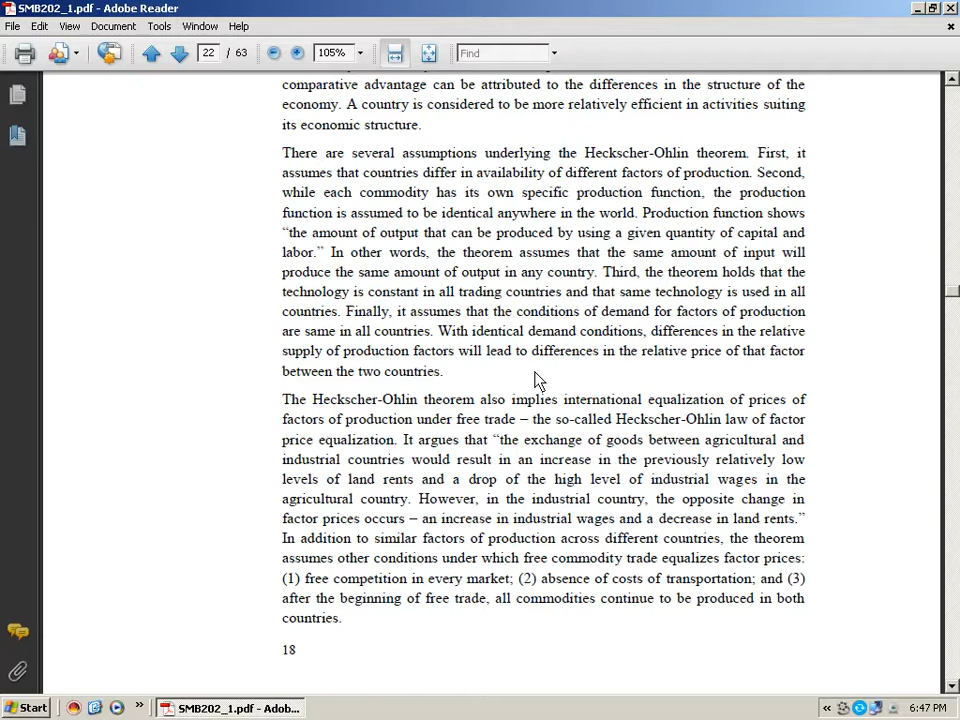 SMB202_1.pdf - Adobe Reader
File Edit View Document Tools Window Help
22 / 63 105% Find
comparative advantage can be attributed to the differences in the structure of the
economy. A country is considered to be more relatively efficient in activities suiting
its economic structure.
There are several assumptions underlying the Heckscher-Ohlin theorem. First, it
assumes that countries differ in availability of different factors of production. Second,
while each commodity has its own specific production function, the production
function is assumed to be identical anywhere in the world. Production function shows
“the amount of output that can be produced by using a given quantity of capital and
labor.” In other words, the theorem assumes that the same amount of input will
produce the same amount of output in any country. Third, the theorem holds that the
technology is constant in all trading countries and that same technology is used in all
countries. Finally, it assumes that the conditions of demand for factors of production
are same in all countries. With identical demand conditions, differences in the relative
supply of production factors will lead to differences in the relative price of that factor
between the two countries.
The Heckscher-Ohlin theorem also implies international equalization of prices of
factors of production under free trade – the so-called Heckscher-Ohlin law of factor
price equalization. It argues that “the exchange of goods between agricultural and
industrial countries would result in an increase in the previously relatively low
levels of land rents and a drop of the high level of industrial wages in the
agricultural country. However, in the industrial country, the opposite change in
factor prices occurs – an increase in industrial wages and a decrease in land rents.”
In addition to similar factors of production across different countries, the theorem
assumes other conditions under which free commodity trade equalizes factor prices:
(1) free competition in every market; (2) absence of costs of transportation; and (3)
after the beginning of free trade, all commodities continue to be produced in both
countries.
18
Start » SMB202_1.pdf - Adob... « 6:47 PM